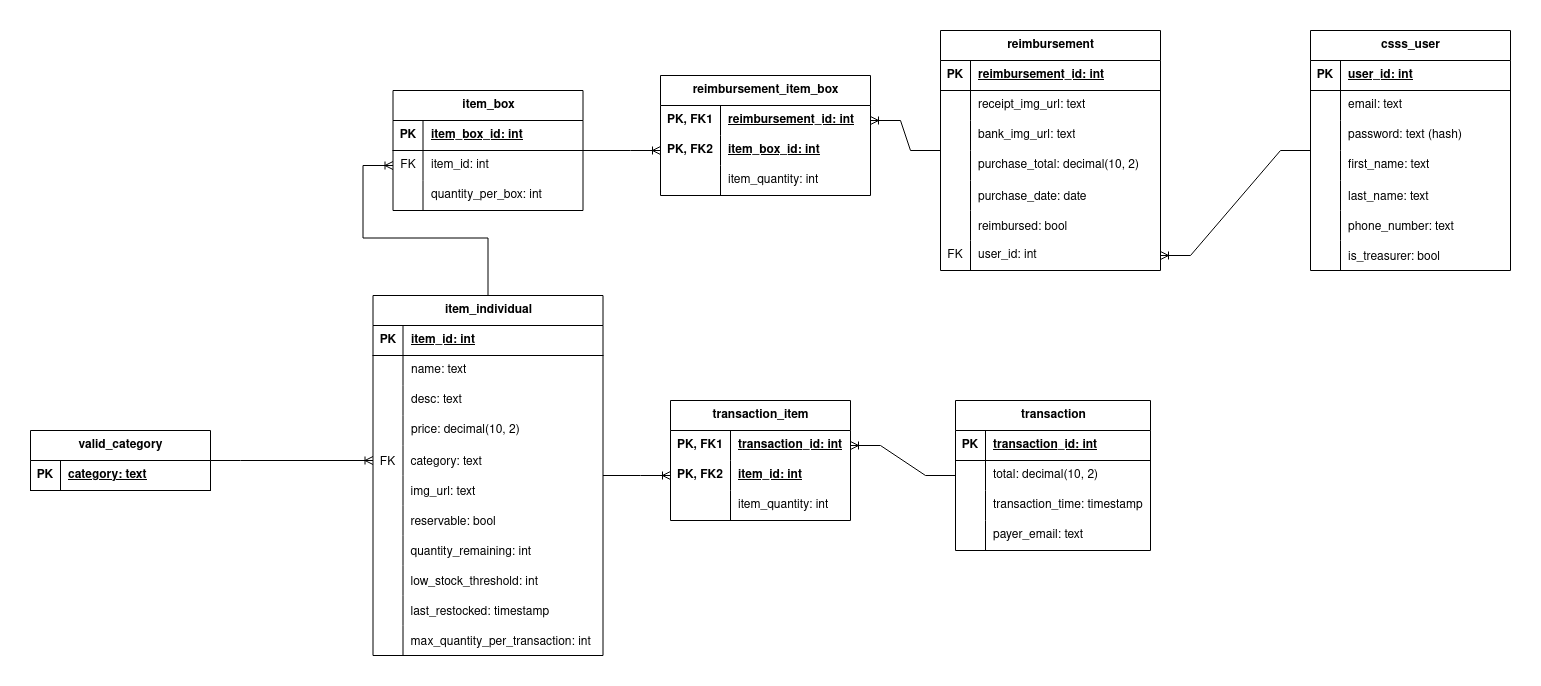 item_box
PK item_box_id: int
FK item_id: int
quantity_per_box: int
reimbursement_item_box
PK, FK1 reimbursement_id: int
PK, FK2 item_box_id: int
item_quantity: int
reimbursement
PK reimbursement_id: int
receipt_img_url: text
bank_img_url: text
purchase_total: decimal(10, 2)
purchase_date: date
reimbursed: bool
FK user_id: int
csss_user
PK user_id: int
email: text
password: text (hash)
first_name: text
last_name: text
phone_number: text
is_treasurer: bool
valid_category
PK category: text
item_individual
PK item_id: int
name: text
desc: text
price: decimal(10, 2)
FK category: text
img_url: text
reservable: bool
quantity_remaining: int
low_stock_threshold: int
last_restocked: timestamp
max_quantity_per_transaction: int
transaction_item
PK, FK1 transaction_id: int
PK, FK2 item_id: int
item_quantity: int
transaction
PK transaction_id: int
total: decimal(10, 2)
transaction_time: timestamp
payer_email: text